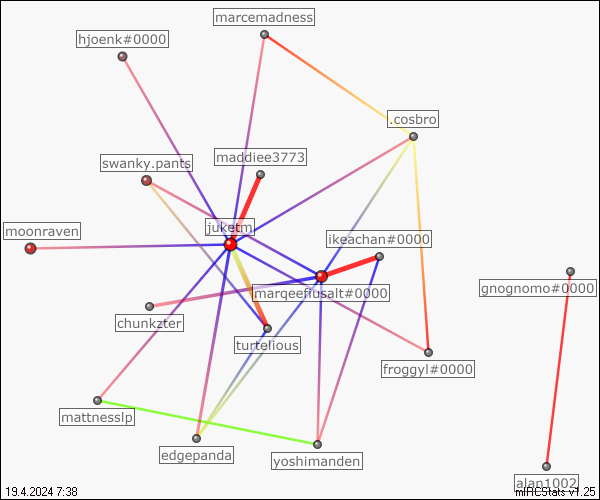 marcemadness
hjoenk#0000
.cosbro
maddiee3773
swanky.pants
juketm
moonraven
ikeachan#0000
gnognomo#0000
marqeeflusalt#0000
chunkzter
turtelious
froggyl#0000
mattnesslp
edgepanda
yoshimanden
alan1002
19.4.2024 7:38
mIRCStats v1.25